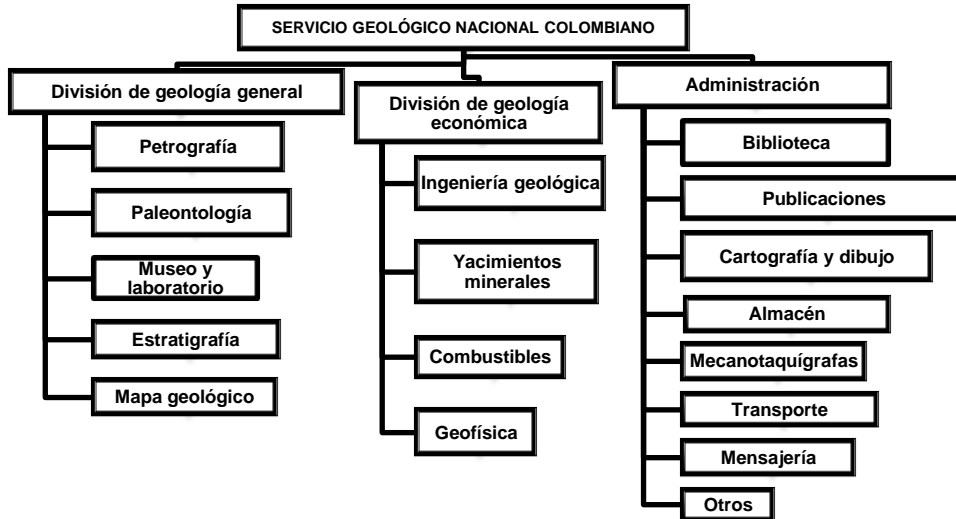 SERVICIO GEOLÓGICO NACIONAL COLOMBIANO
División de geología general
Petrografía
Paleontología
Museo y
laboratorio
Estratigrafía
Mapa geológico
División de geología
económica
Ingeniería geológica
Yacimientos
minerales
Combustibles
Geofísica
Administración
Biblioteca
Publicaciones
Cartografía y dibujo
Almacén
Mecanotaquígrafas
Transporte
Mensajería
Otros